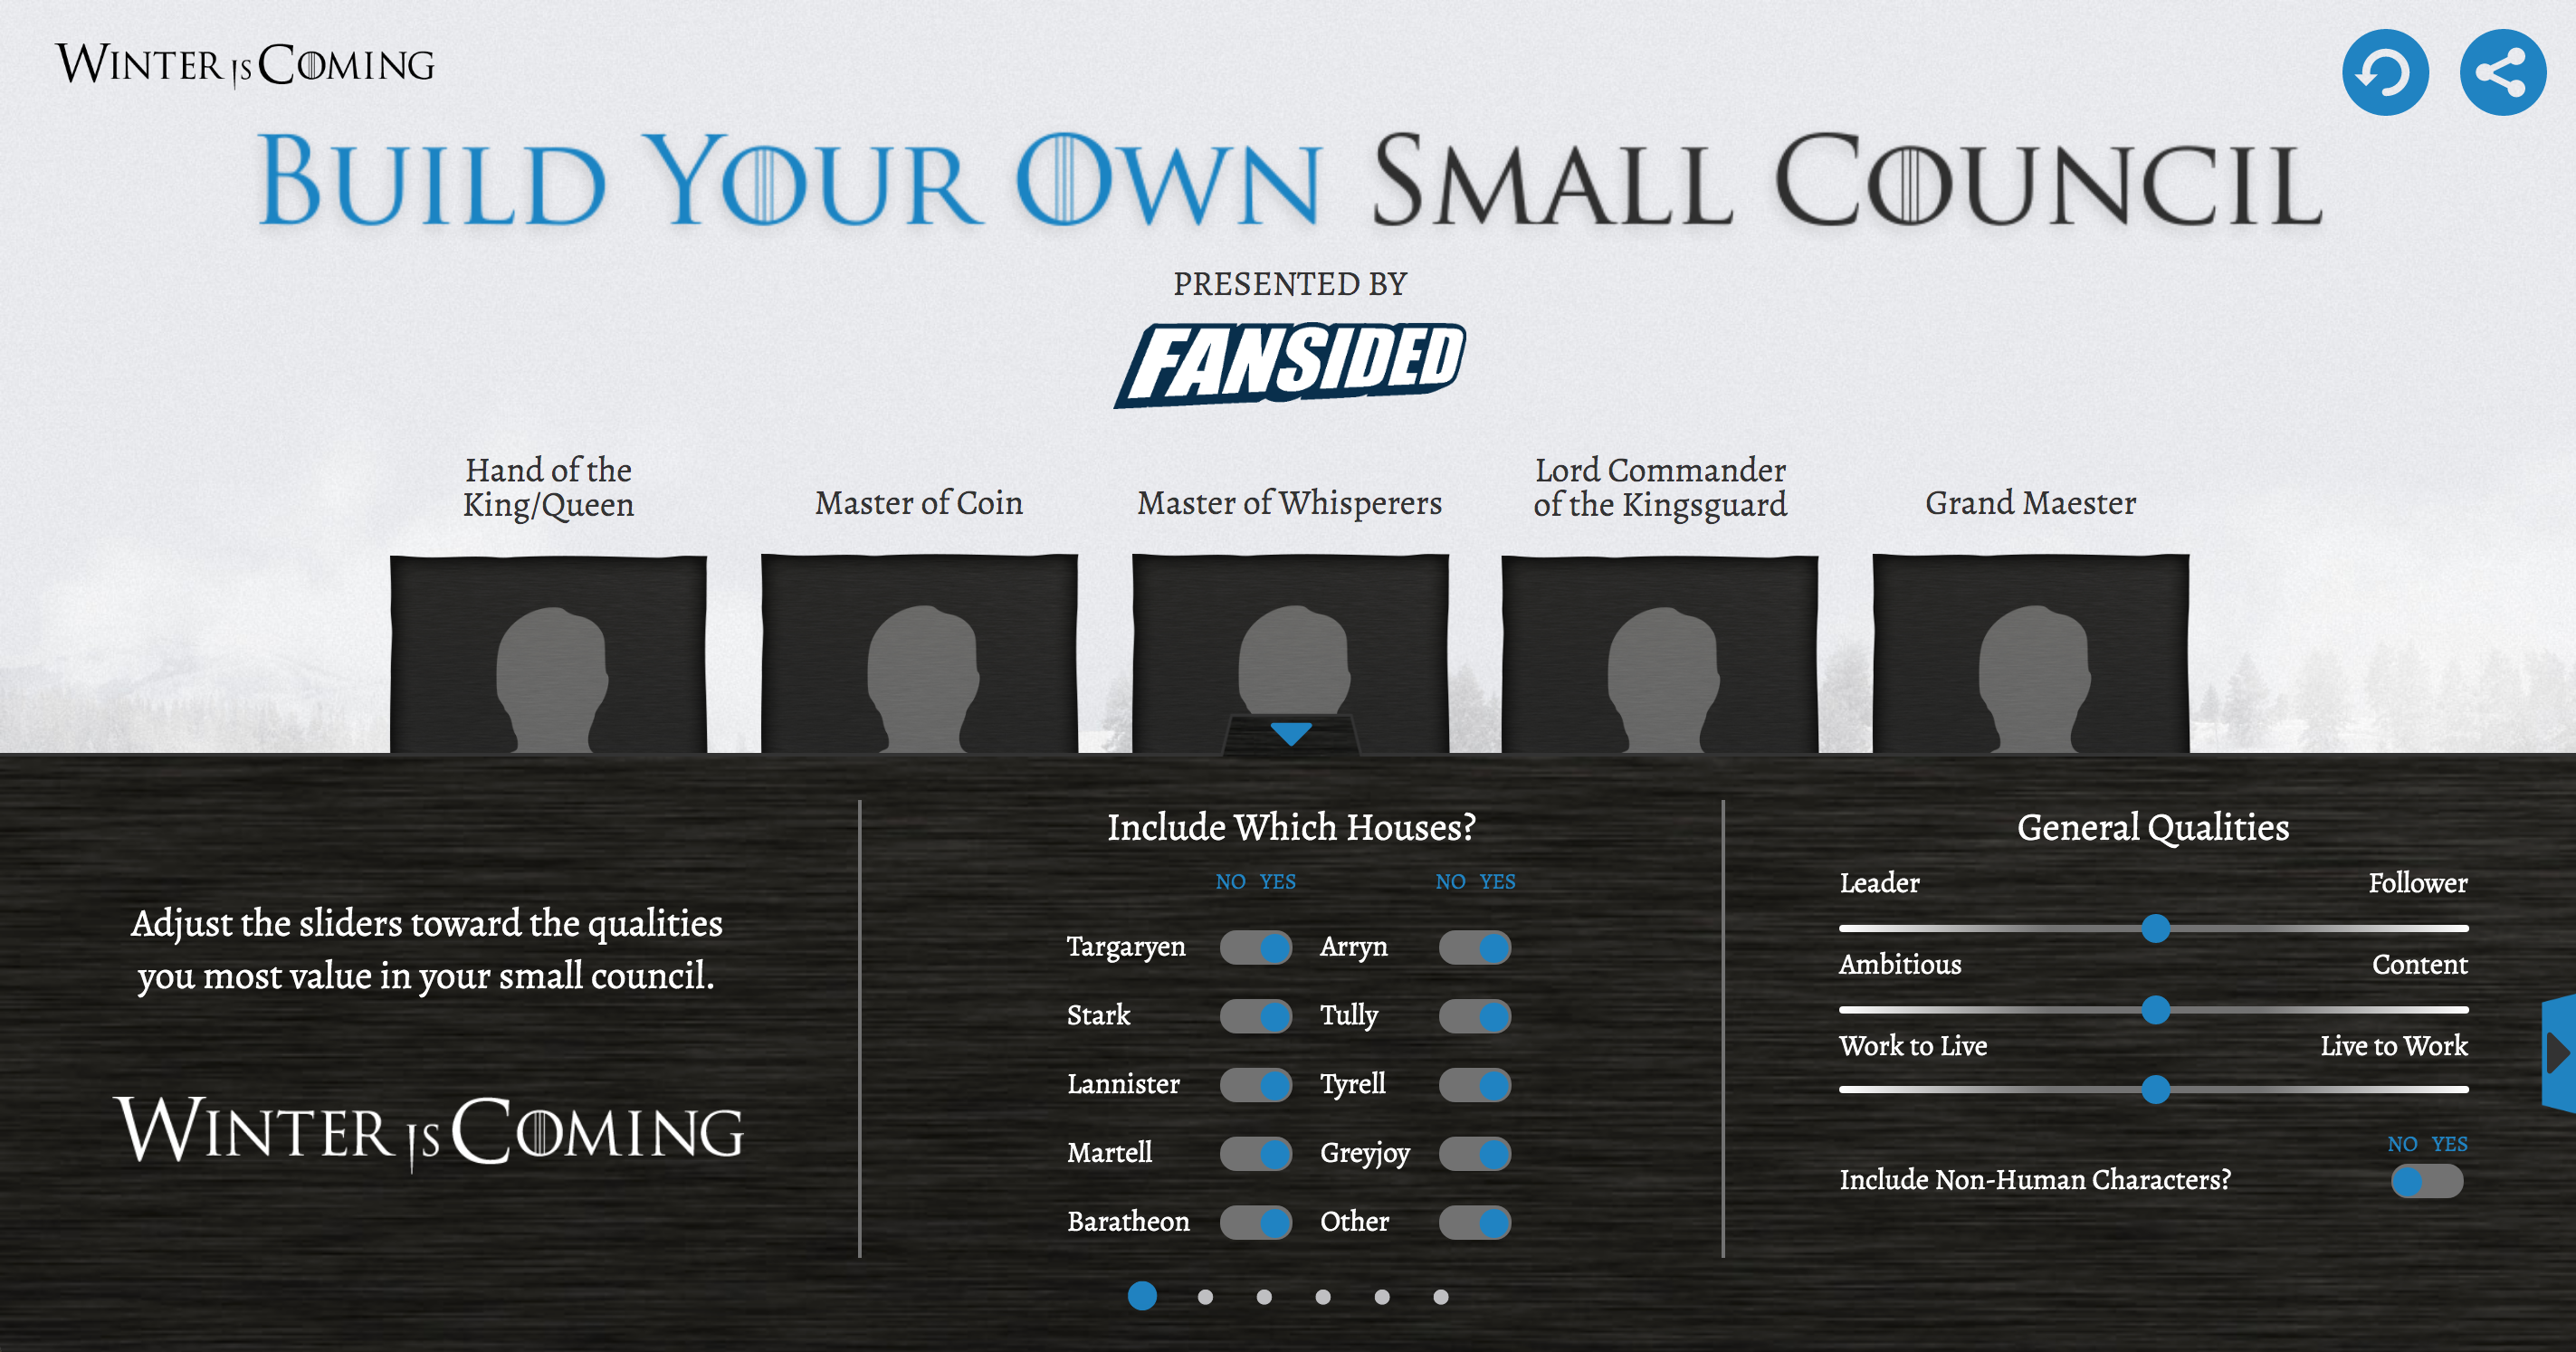 WINTER IS COMING
BUILD YOUR OWN SMALL COUNCIL
PRESENTED BY
FANSIDED
Hand of the
King/Queen
Master of Coin
Master of Whisperers
Lord Commander
of the Kingsguard
Grand Maester
Adjust the sliders toward the qualities
you most value in your small council.
WINTER IS COMING
Include Which Houses?
NO YES NO YES
Targaryen Arryn
Stark Tully
Lannister Tyrell
Martell Greyjoy
Baratheon Other
General Qualities
Leader Follower
Ambitious Content
Work to Live Live to Work
NO YES
Include Non-Human Characters?